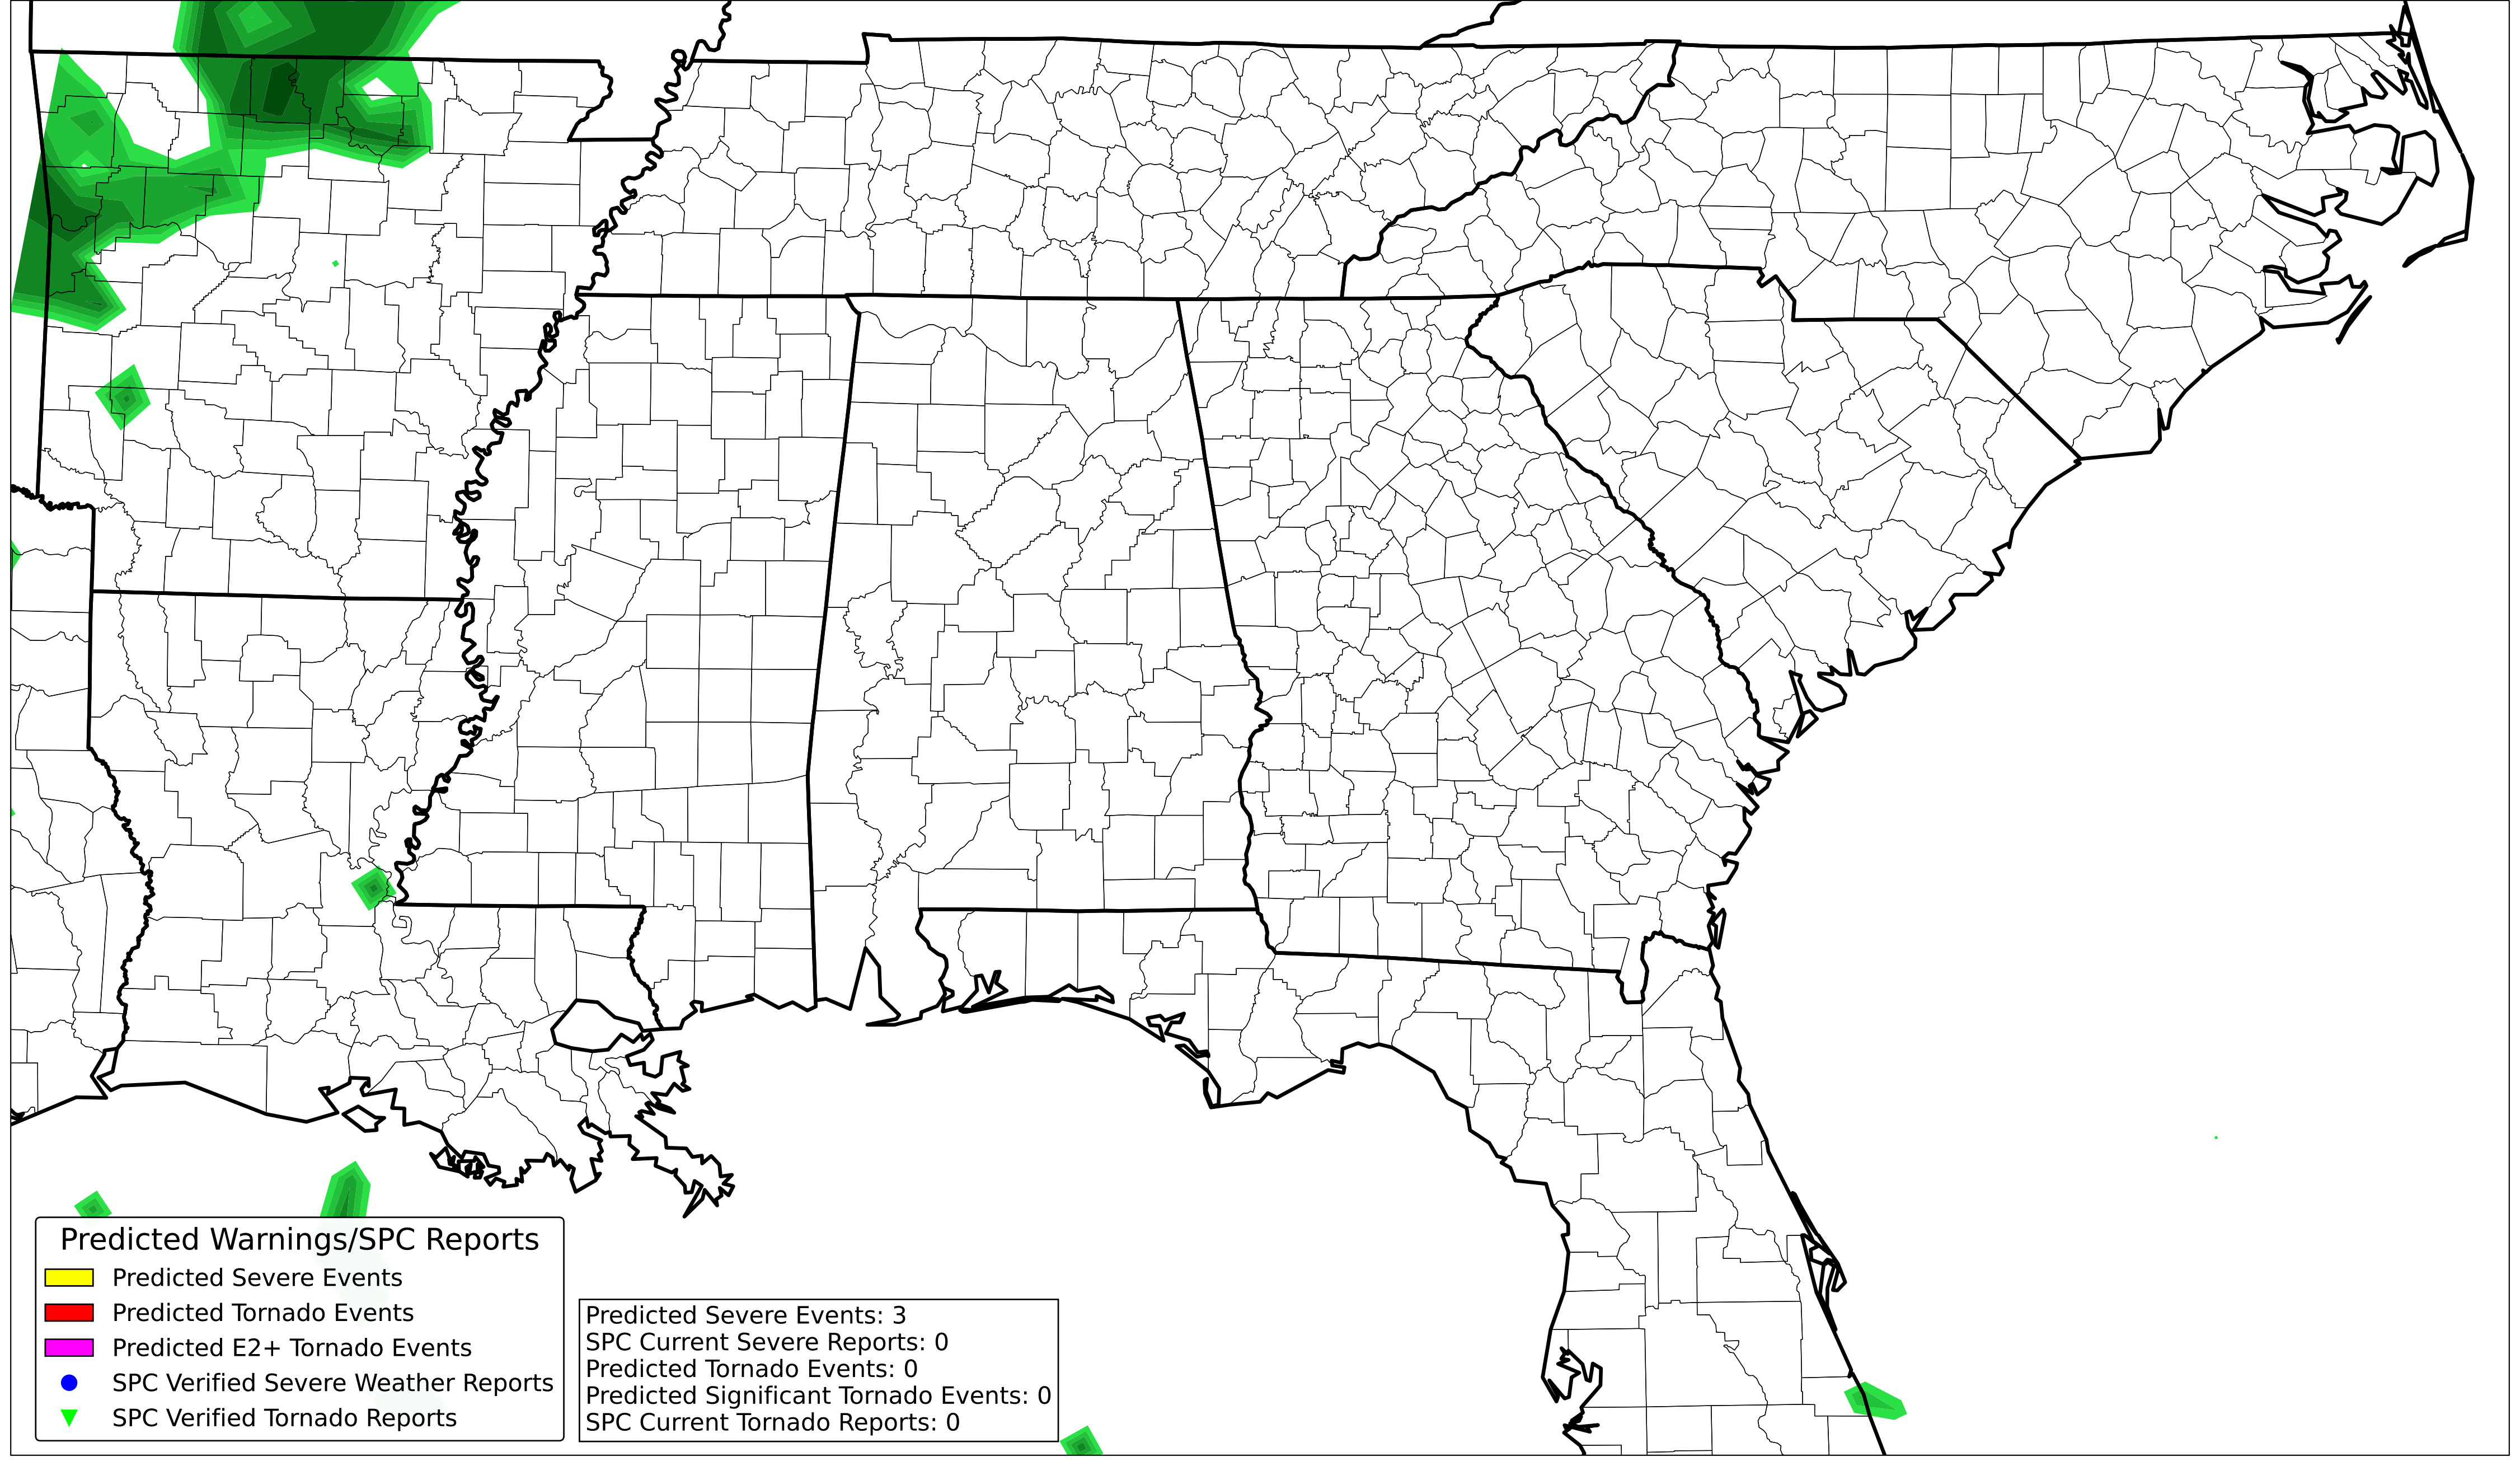 Predicted Warnings/SPC Reports
Predicted Severe Events
Predicted Tornado Events
Predicted E2+ Tornado Events
SPC Verified Severe Weather Reports
SPC Verified Tornado Reports
Predicted Severe Events: 3
SPC Current Severe Reports: 0
Predicted Tornado Events: 0
Predicted Significant Tornado Events: 0
SPC Current Tornado Reports: 0